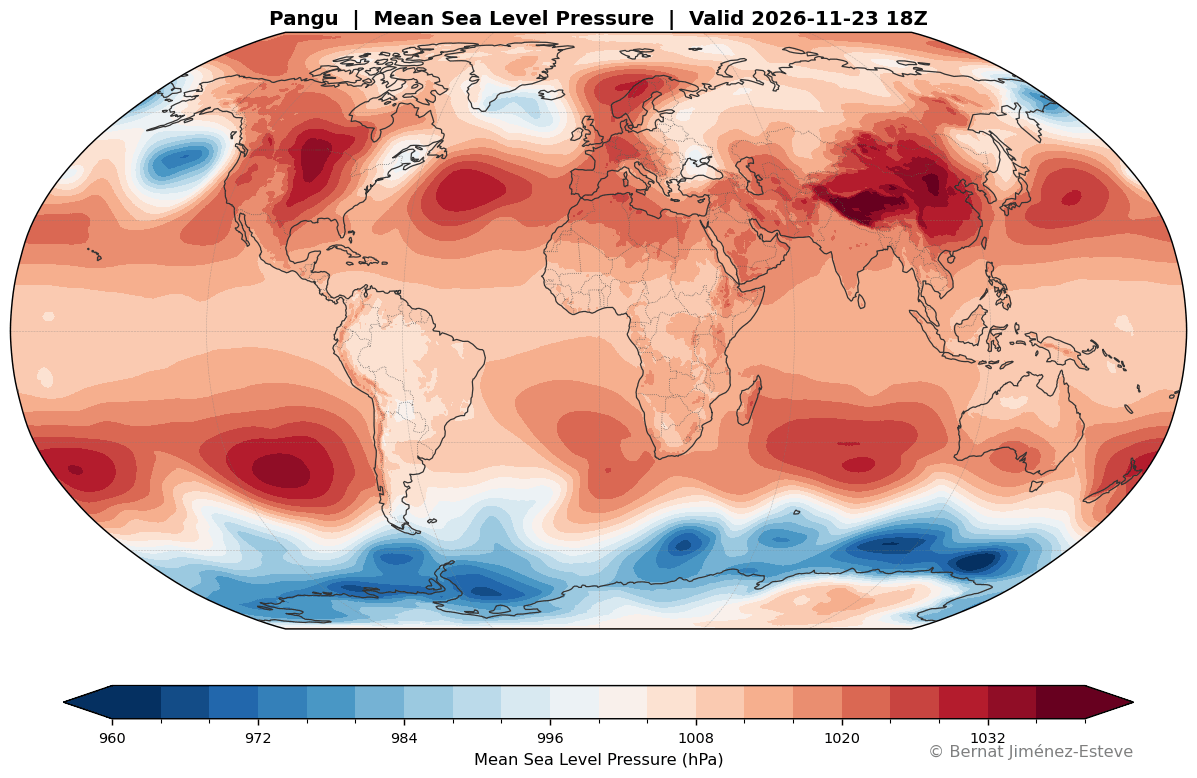 Pangu | Mean Sea Level Pressure | Valid 2026-11-23 18Z
960 972 984 996 1008 1020 1032
Mean Sea Level Pressure (hPa)
© Bernat Jiménez-Esteve